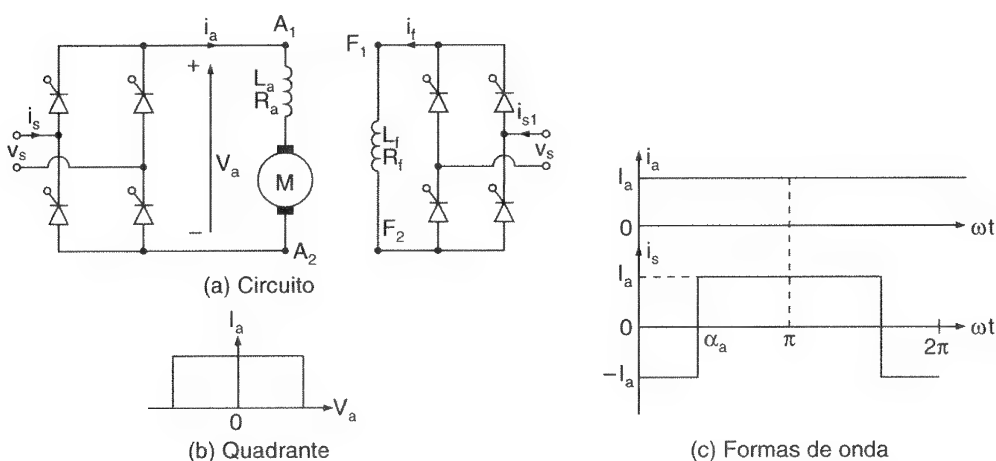 i_a
A_1
+
L_a
R_a
i_s
v_s
V_a
M
−
A_2
F_1
i_f
L_f
R_f
i_s1
v_s
F_2
(a) Circuito
I_a
V_a
0
(b) Quadrante
i_a
I_a
0
ωt
i_s
I_a
0
α_a
π
2π
ωt
−I_a
(c) Formas de onda